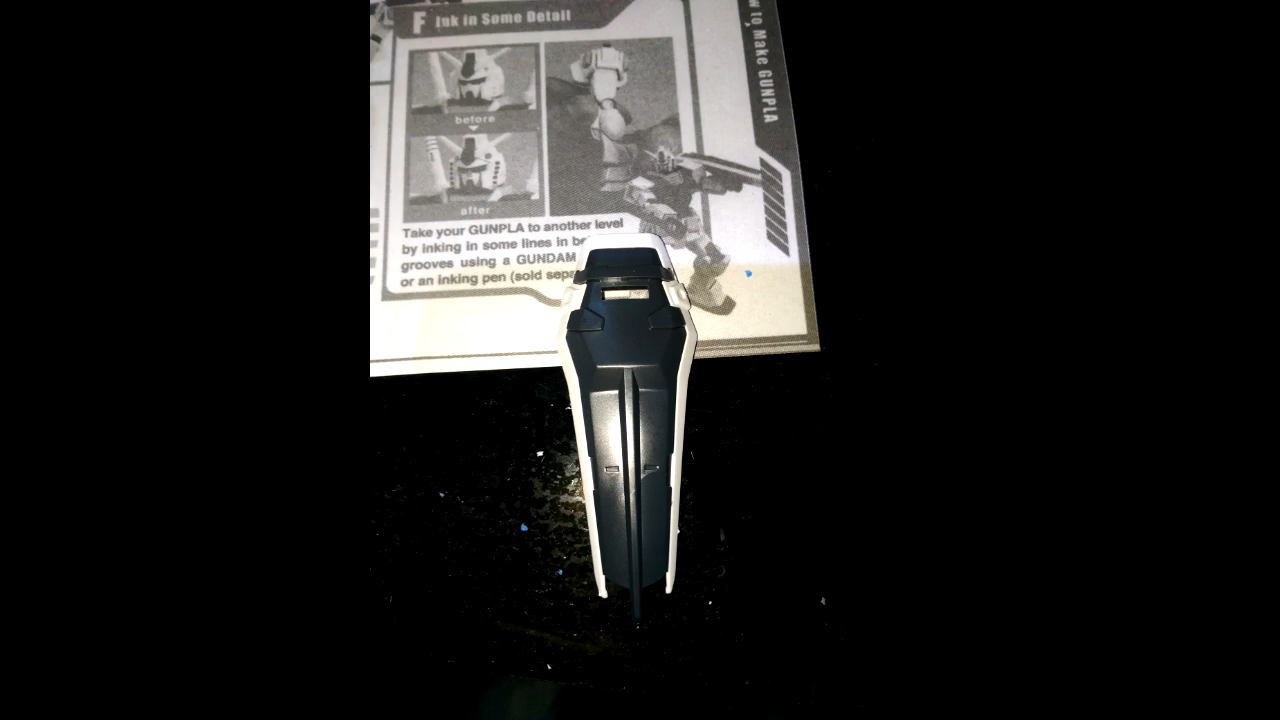 F Ink in Some Detail
before
after
Take your GUNPLA to another level
by inking in some lines in
grooves using a GUNDAM
or an inking pen (sold
to Make GUNPLA